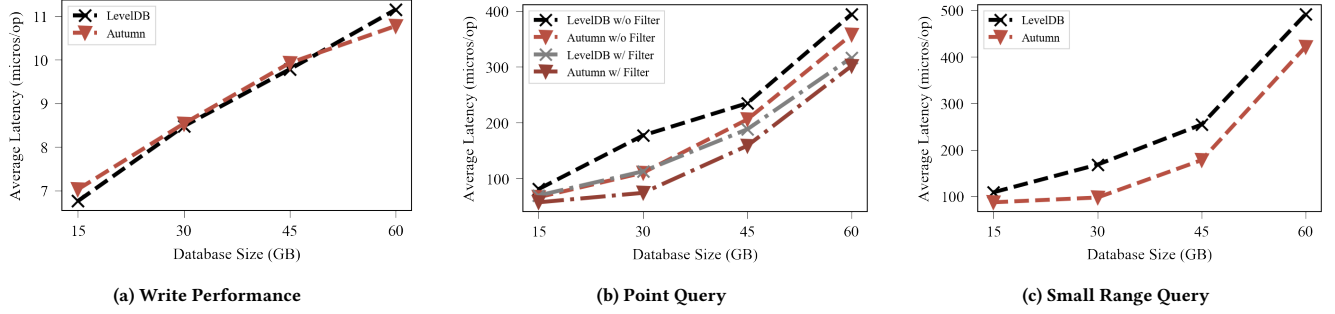 11
10
9
8
7
15
30
45
60
Average Latency (micros/op)
Database Size (GB)
LevelDB
Autumn
(a) Write Performance
400
300
200
100
15
30
45
60
Average Latency (micros/op)
Database Size (GB)
LevelDB w/o Filter
Autumn w/o Filter
LevelDB w/ Filter
Autumn w/ Filter
(b) Point Query
500
400
300
200
100
15
30
45
60
Average Latency (micros/op)
Database Size (GB)
LevelDB
Autumn
(c) Small Range Query